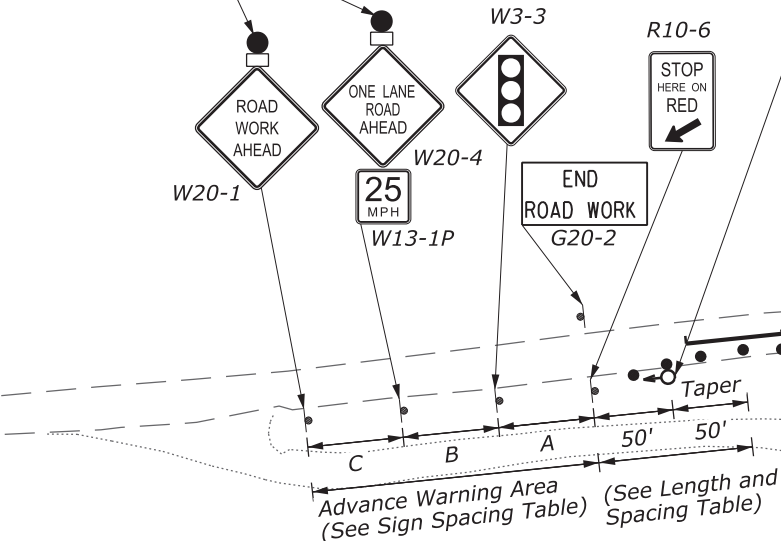 W3-3
R10-6
ROAD
WORK
AHEAD
W20-1
ONE LANE
ROAD
AHEAD
W20-4
25
MPH
W13-1P
STOP
HERE ON
RED
END
ROAD WORK
G20-2
Taper
C
B
A
50'
50'
Advance Warning Area
(See Sign Spacing Table)
(See Length and
Spacing Table)